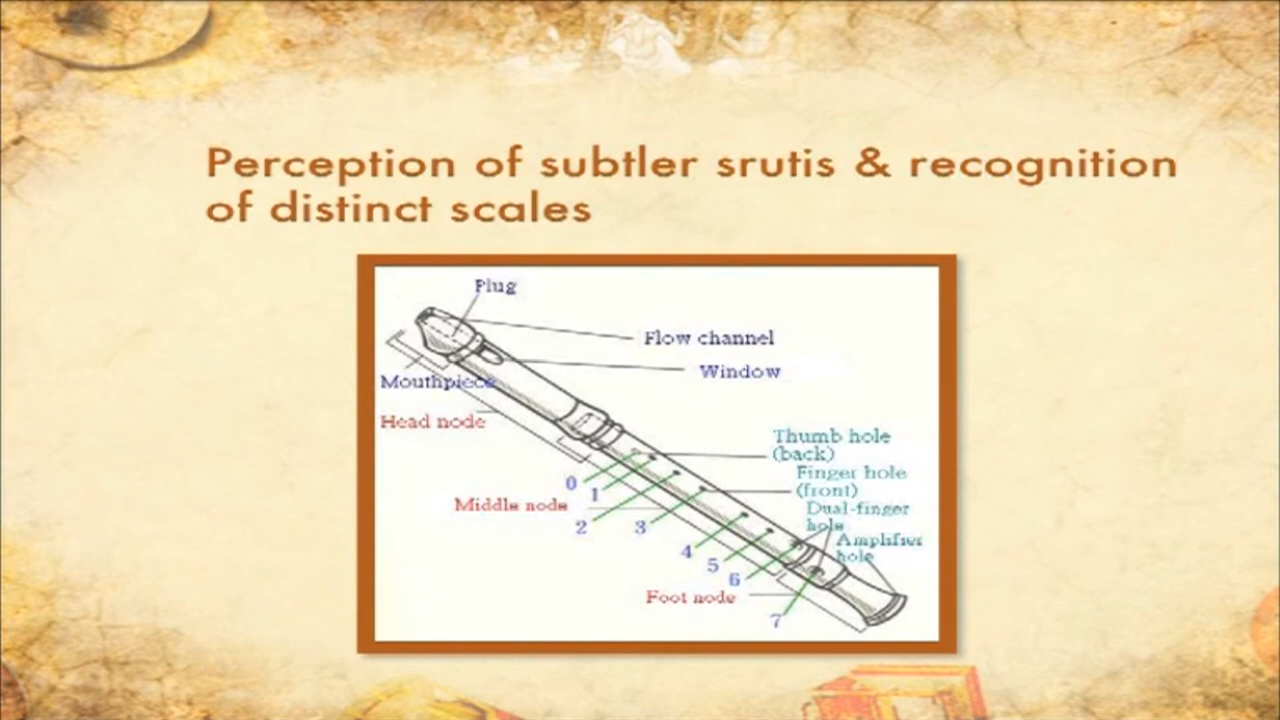 Perception of subtler srutis & recognition
of distinct scales
Plug
Flow channel
Window
Mouthpiece
Head node
Thumb hole
(back)
Finger hole
(front)
Dual-finger
hole
Amplifier
hole
0
1
2
3
4
5
6
7
Middle node
Foot node